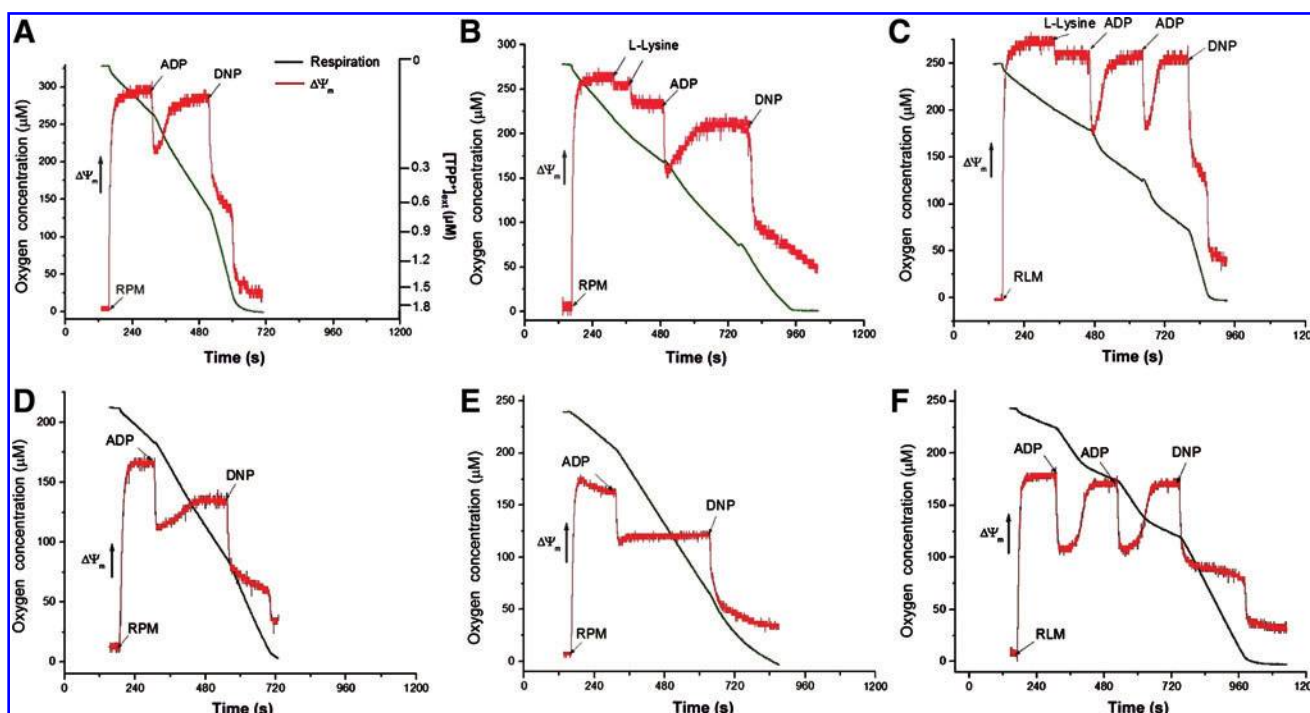 A
Oxygen concentration (µM)
300
250
200
150
100
50
0
ΔΨm
RPM
ADP
DNP
Respiration
ΔΨm
0
0.3
0.6
0.9
1.2
1.5
1.8
[TPP+]ext (µM)
0 240 480 720 960 1200
Time (s)
B
Oxygen concentration (µM)
300
250
200
150
100
50
0
ΔΨm
RPM
L-Lysine
ADP
DNP
0 240 480 720 960 1200
Time (s)
C
Oxygen concentration (µM)
250
200
150
100
50
0
ΔΨm
RLM
L-Lysine ADP ADP
DNP
0 240 480 720 960
Time (s)
D
Oxygen concentration (µM)
200
150
100
50
0
ΔΨm
RPM
ADP
DNP
0 240 480 720 960 1200
Time (s)
E
Oxygen concentration (µM)
250
200
150
100
50
0
ΔΨm
RPM
ADP
DNP
0 240 480 720 960 1200
Time (s)
F
Oxygen concentration (µM)
250
200
150
100
50
0
ΔΨm
RLM
ADP ADP DNP
0 240 480 720 960
Time (s)